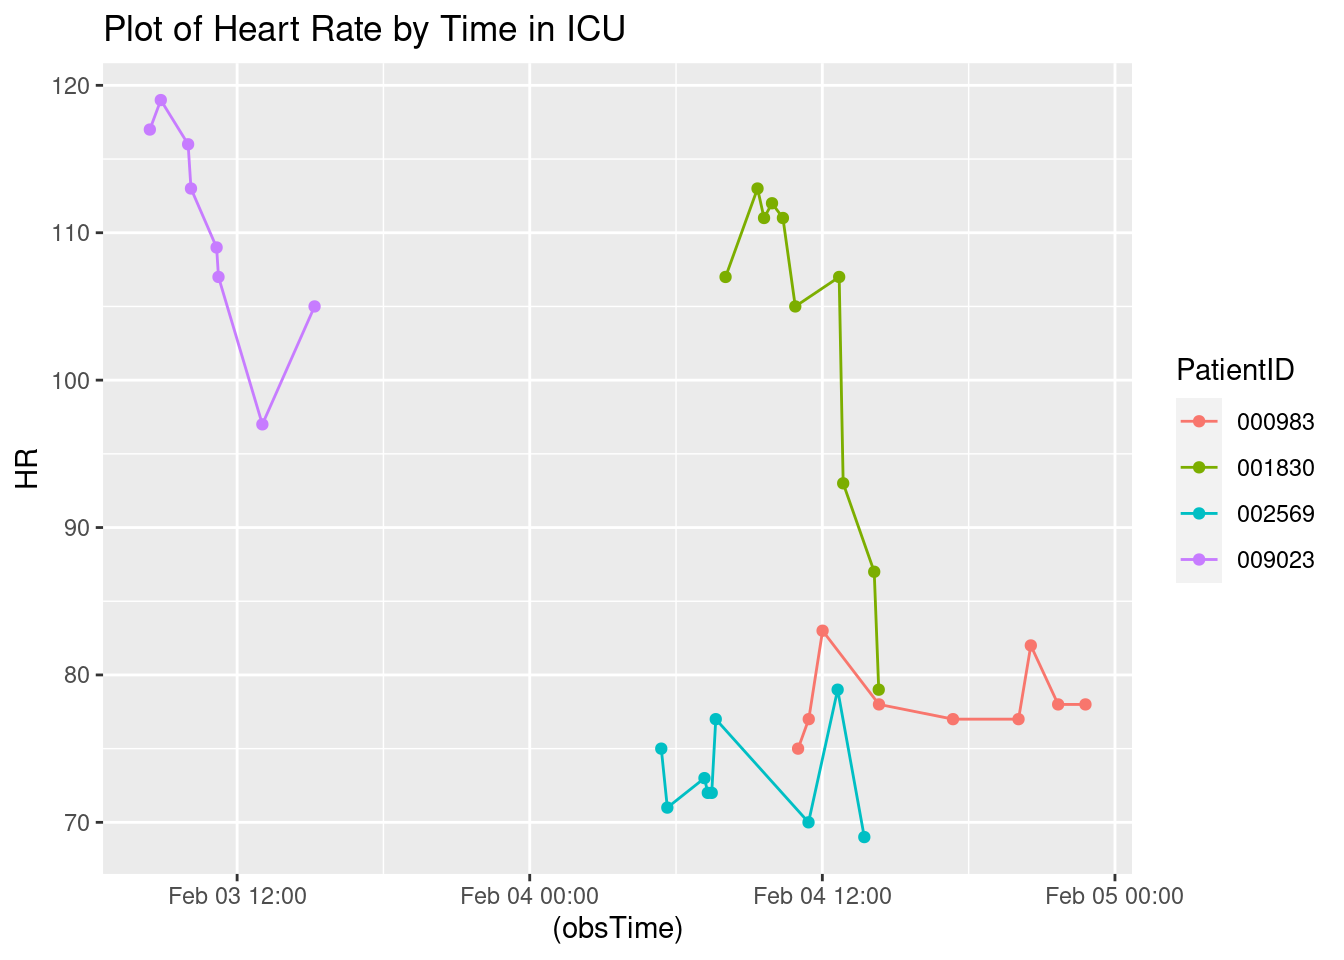 Plot of Heart Rate by Time in ICU
120
110
100
90
80
70
HR
Feb 03 12:00
Feb 04 00:00
Feb 04 12:00
Feb 05 00:00
(obsTime)
PatientID
000983
001830
002569
009023